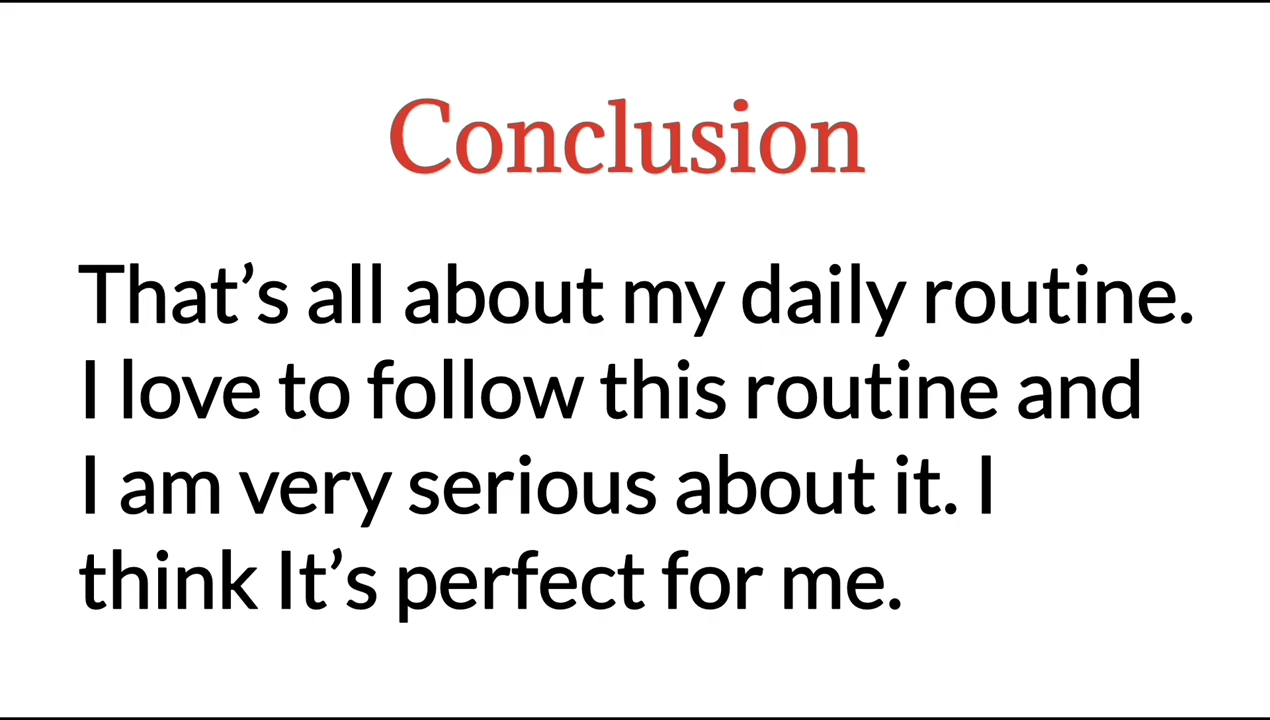 Conclusion
That’s all about my daily routine.
I love to follow this routine and
I am very serious about it. I
think It’s perfect for me.